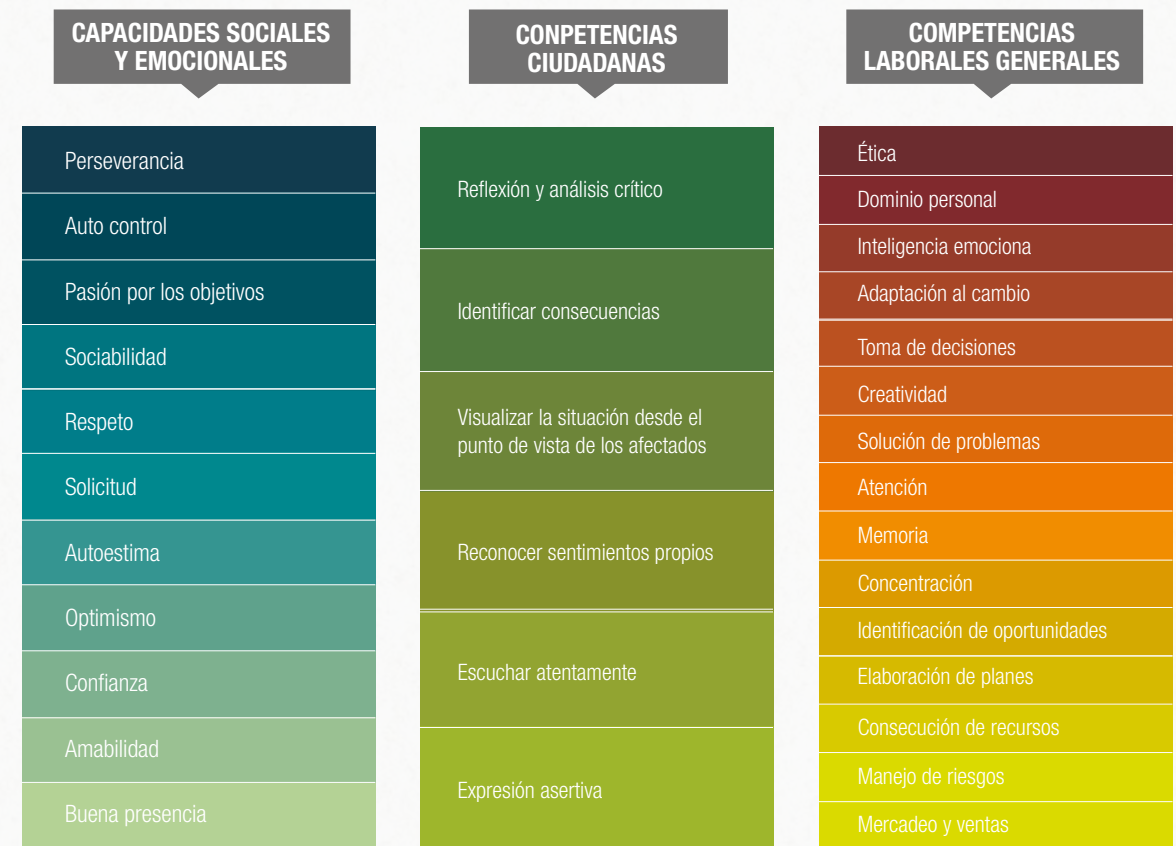 CAPACIDADES SOCIALES
Y EMOCIONALES
Perseverancia
Auto control
Pasión por los objetivos
Sociabilidad
Respeto
Solicitud
Autoestima
Optimismo
Confianza
Amabilidad
Buena presencia
CONPETENCIAS
CIUDADANAS
Reflexión y análisis crítico
Identificar consecuencias
Visualizar la situación desde el
punto de vista de los afectados
Reconocer sentimientos propios
Escuchar atentamente
Expresión asertiva
COMPETENCIAS
LABORALES GENERALES
Ética
Dominio personal
Inteligencia emociona
Adaptación al cambio
Toma de decisiones
Creatividad
Solución de problemas
Atención
Memoria
Concentración
Identificación de oportunidades
Elaboración de planes
Consecución de recursos
Manejo de riesgos
Mercadeo y ventas